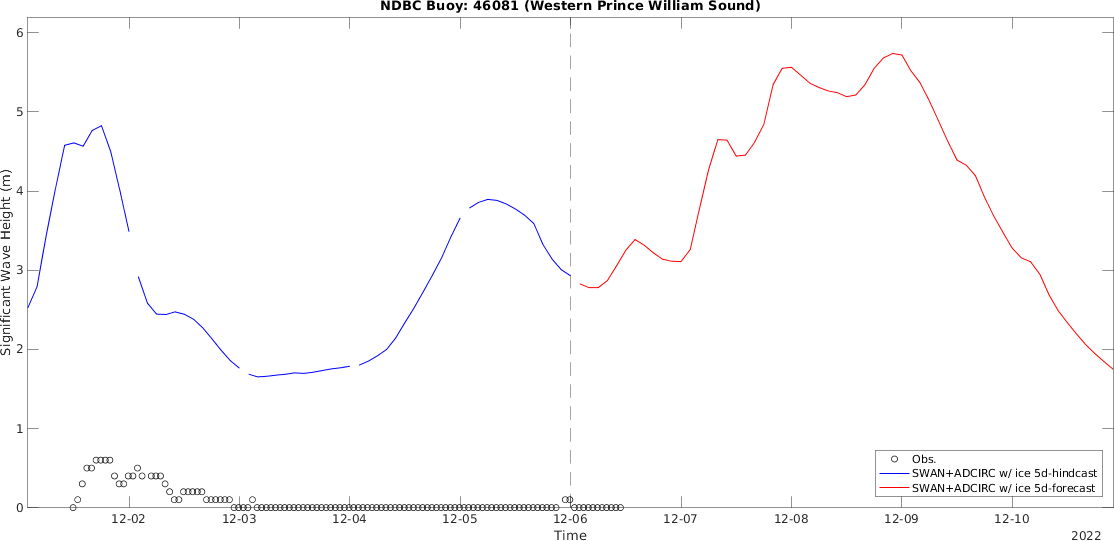 NDBC Buoy: 46081 (Western Prince William Sound)
Significant Wave Height (m)
6
5
4
3
2
1
0
Obs.
SWAN+ADCIRC w/ ice 5d-hindcast
SWAN+ADCIRC w/ ice 5d-forecast
12-02 12-03 12-04 12-05 12-06 12-07 12-08 12-09 12-10
Time
2022